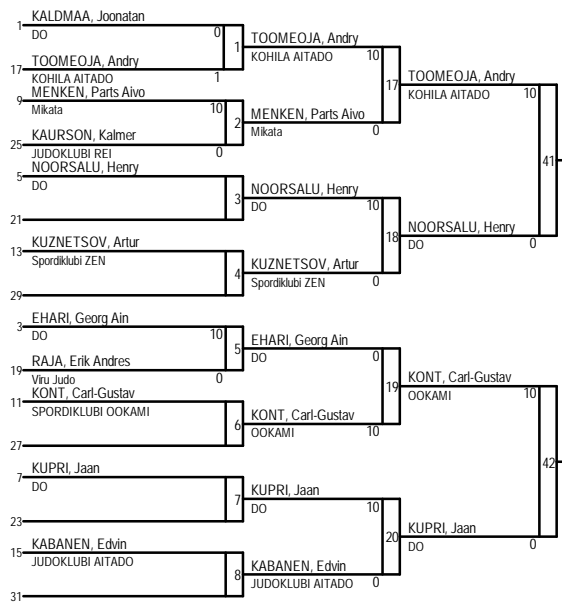 1 KALDMAA, Joonatan
DO 0
1
17 TOOMEOJA, Andry
KOHILA AITADO 1
9 MENKEN, Parts Aivo
Mikata 10
2
25 KAURSON, Kalmer
JUDOKLUBI REI 0
5 NOORSALU, Henry
DO
3
21
13 KUZNETSOV, Artur
Spordiklubi ZEN
4
29
3 EHARI, Georg Ain
DO 10
5
19 RAJA, Erik Andres
Viru Judo 0
11 KONT, Carl-Gustav
SPORDIKLUBI OOKAMI
6
27
7 KUPRI, Jaan
DO
7
23
15 KABANEN, Edvin
JUDOKLUBI AITADO
8
31
TOOMEOJA, Andry
KOHILA AITADO 10
17
MENKEN, Parts Aivo
Mikata 0
NOORSALU, Henry
DO 10
18
KUZNETSOV, Artur
Spordiklubi ZEN 0
EHARI, Georg Ain
DO 0
19
KONT, Carl-Gustav
OOKAMI 10
KUPRI, Jaan
DO 10
20
KABANEN, Edvin
JUDOKLUBI AITADO 0
TOOMEOJA, Andry
KOHILA AITADO 10
41
NOORSALU, Henry
DO 0
KONT, Carl-Gustav
OOKAMI 10
42
KUPRI, Jaan
DO 0